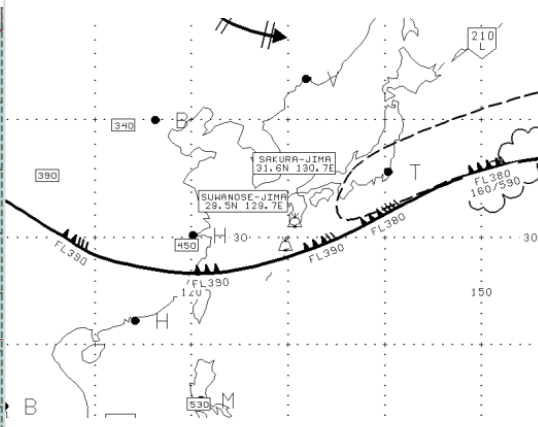 210
L
V
340
B
SAKURA-JIMA
31.6N 130.7E
T
390
FL380
160/590
SUWANOSE-JIMA
29.5N 129.7E
FL380
H
30
30
450
FL390
FL390
FL390
120
150
H
B
530
M